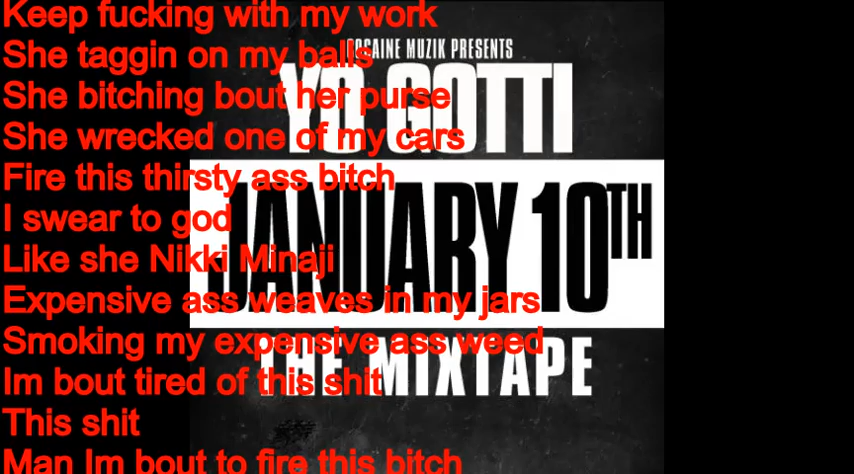 Keep fucking with my work
She taggin on my balls
COCAINE MUZIK PRESENTS
YO GOTTI
She bitching bout her purse
She wrecked one of my cars
Fire this thirsty ass bitch
I swear to god
JANUARY 10TH
Like she Nikki Minaji
Expensive ass weaves in my jars
Smoking my expensive ass weed
THE MIXTAPE
Im bout tired of this shit
This shit
Man Im bout to fire this bitch